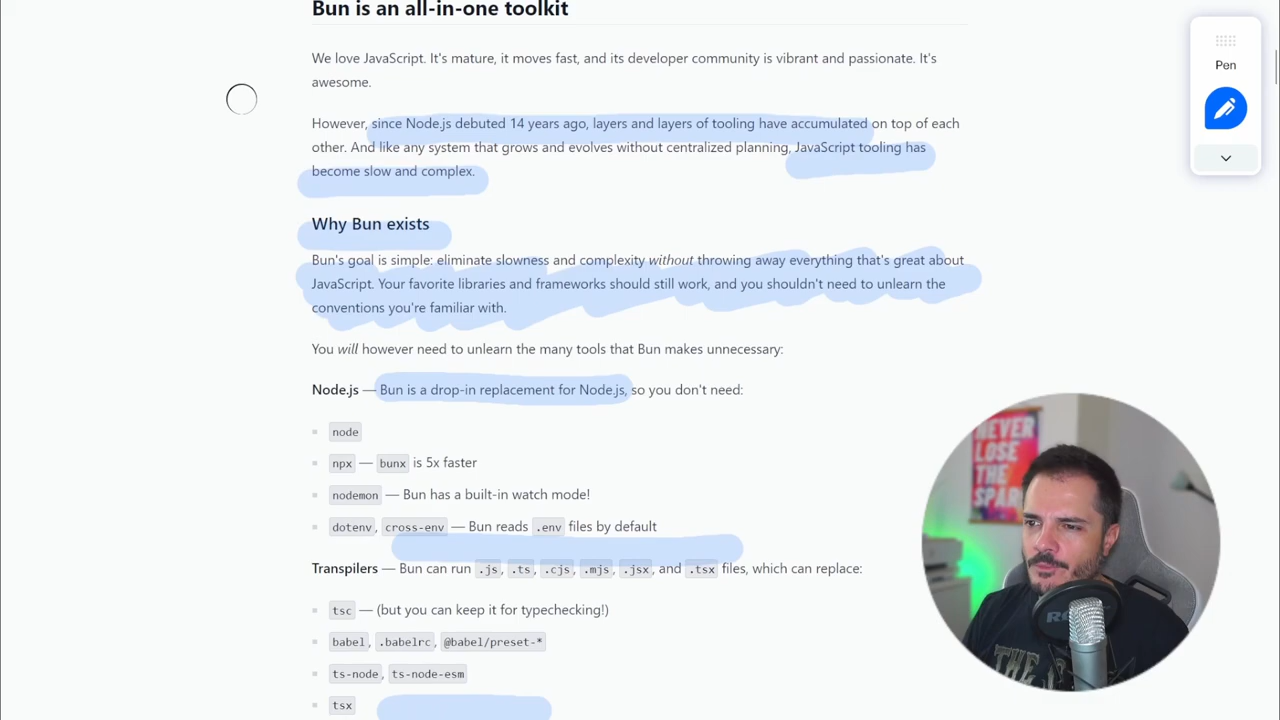 Bun is an all-in-one toolkit
We love JavaScript. It's mature, it moves fast, and its developer community is vibrant and passionate. It's
awesome.
However, since Node.js debuted 14 years ago, layers and layers of tooling have accumulated on top of each
other. And like any system that grows and evolves without centralized planning, JavaScript tooling has
become slow and complex.
Why Bun exists
Bun's goal is simple: eliminate slowness and complexity without throwing away everything that's great about
JavaScript. Your favorite libraries and frameworks should still work, and you shouldn't need to unlearn the
conventions you're familiar with.
You will however need to unlearn the many tools that Bun makes unnecessary:
Node.js — Bun is a drop-in replacement for Node.js, so you don't need:
node
npx — bunx is 5x faster
nodemon — Bun has a built-in watch mode!
dotenv, cross-env — Bun reads .env files by default
Transpilers — Bun can run .js, .ts, .cjs, .mjs, .jsx, and .tsx files, which can replace:
tsc — (but you can keep it for typechecking!)
babel, .babelrc, @babel/preset-*
ts-node, ts-node-esm
tsx
Pen
NEVER
LOSE
THE
SPAR
THE